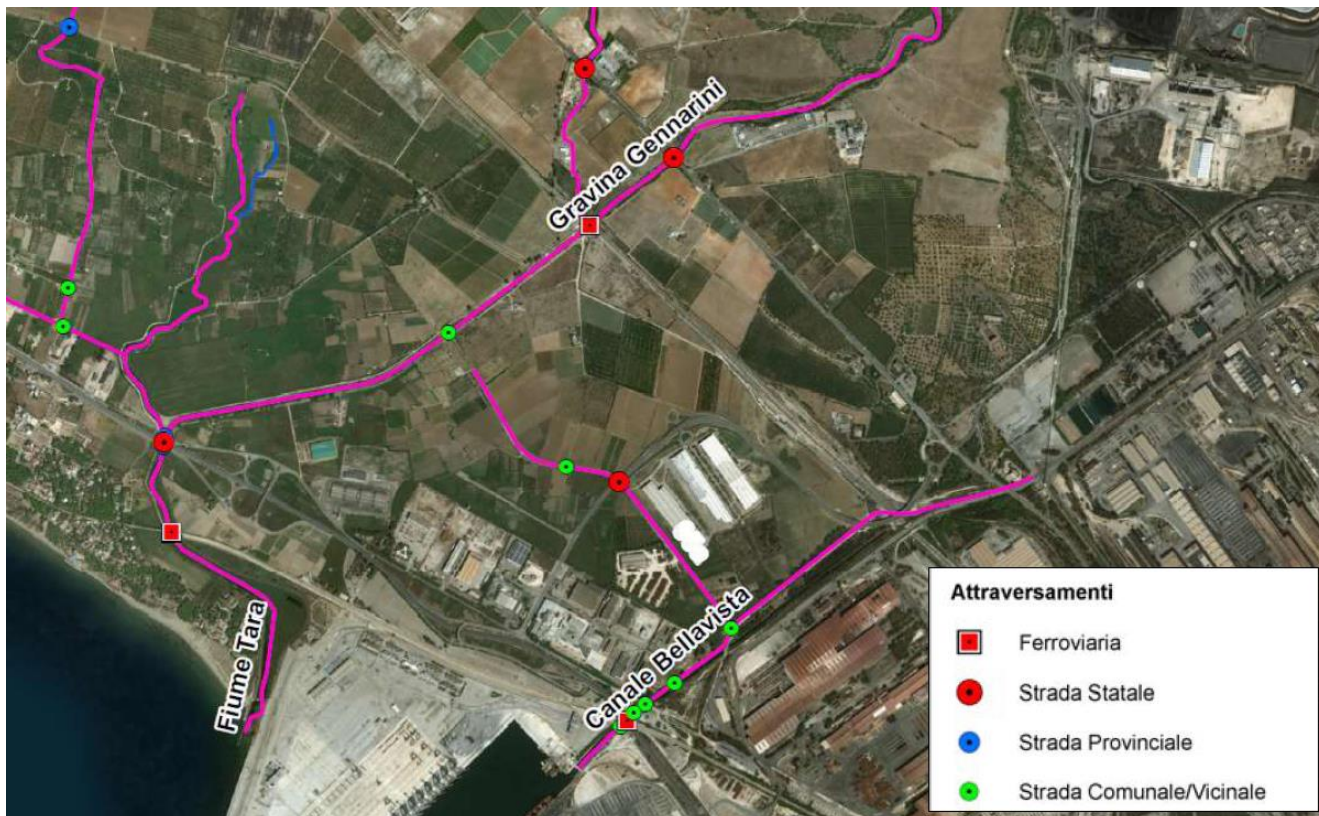 Gravina Gennarini
Fiume Tara
Canale Bellavista
Attraversamenti
Ferroviaria
Strada Statale
Strada Provinciale
Strada Comunale/Vicinale